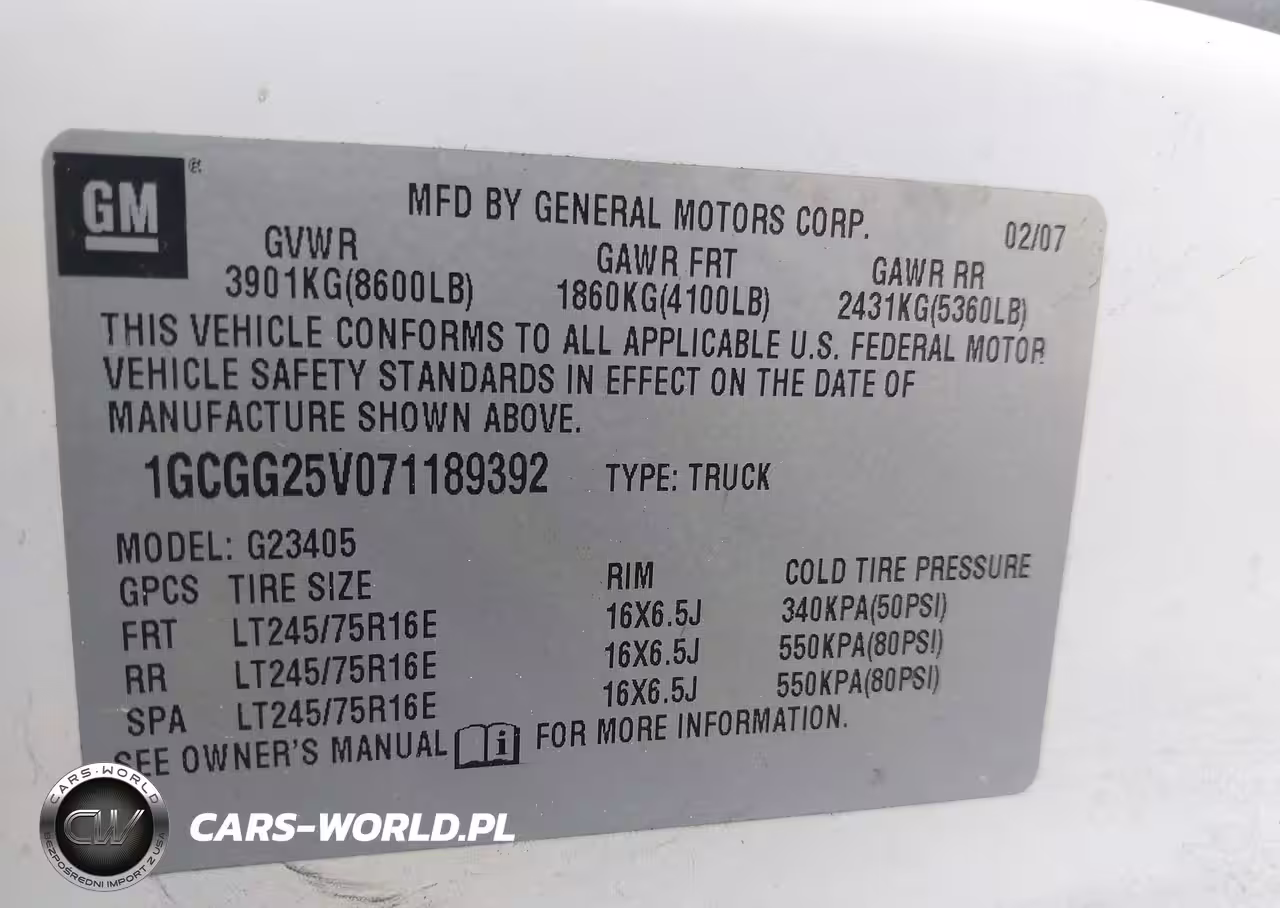 GM®
MFD BY GENERAL MOTORS CORP.
02/07
GVWR
GAWR FRT
GAWR RR
3901KG(8600LB)
1860KG(4100LB)
2431KG(5360LB)
THIS VEHICLE CONFORMS TO ALL APPLICABLE U.S. FEDERAL MOTOR
VEHICLE SAFETY STANDARDS IN EFFECT ON THE DATE OF
MANUFACTURE SHOWN ABOVE.
1GCGG25V071189392 TYPE: TRUCK
MODEL: G23405
GPCS TIRE SIZE RIM COLD TIRE PRESSURE
FRT LT245/75R16E 16X6.5J 340KPA(50PSI)
RR LT245/75R16E 16X6.5J 550KPA(80PSI)
SPA LT245/75R16E 16X6.5J 550KPA(80PSI)
SEE OWNER'S MANUAL i FOR MORE INFORMATION.
CARS-WORLD
CW
BEZPOŚREDNI IMPORT Z USA
CARS-WORLD.PL